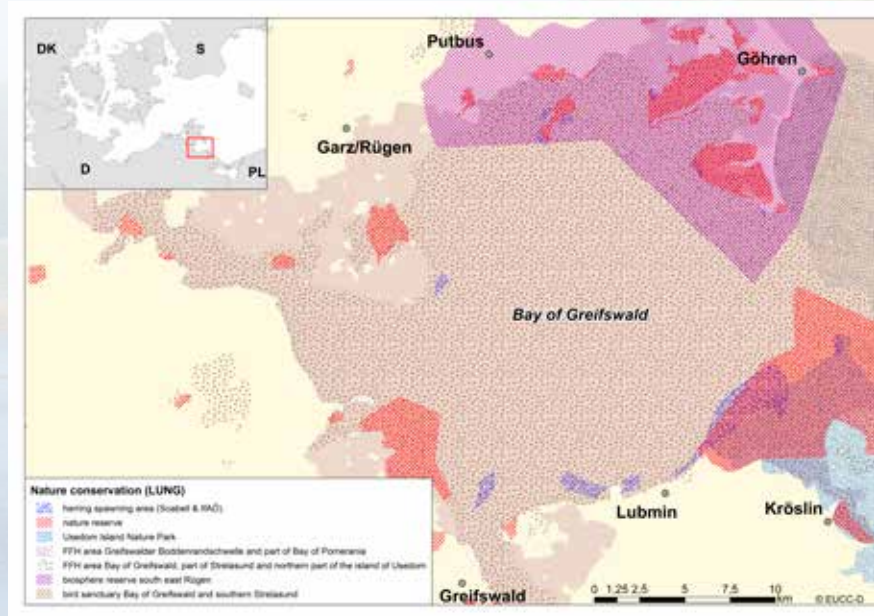 DK
S
D
PL
Putbus
Göhren
Garz/Rügen
Bay of Greifswald
Lubmin
Kröslin
Greifswald
Nature conservation (LUNG)
herring spawning area (Scabell & IfAÖ)
nature reserve
Usedom Island Nature Park
FFH area Greifswalder Boddenrandschwelle and part of Bay of Pomerania
FFH area Bay of Greifswald, part of Strelasund and northern part of the island of Usedom
biosphere reserve south east Rügen
bird sanctuary Bay of Greifswald and southern Strelasund
0 1.25 2.5 5 7.5 10
km
© EUCC-D